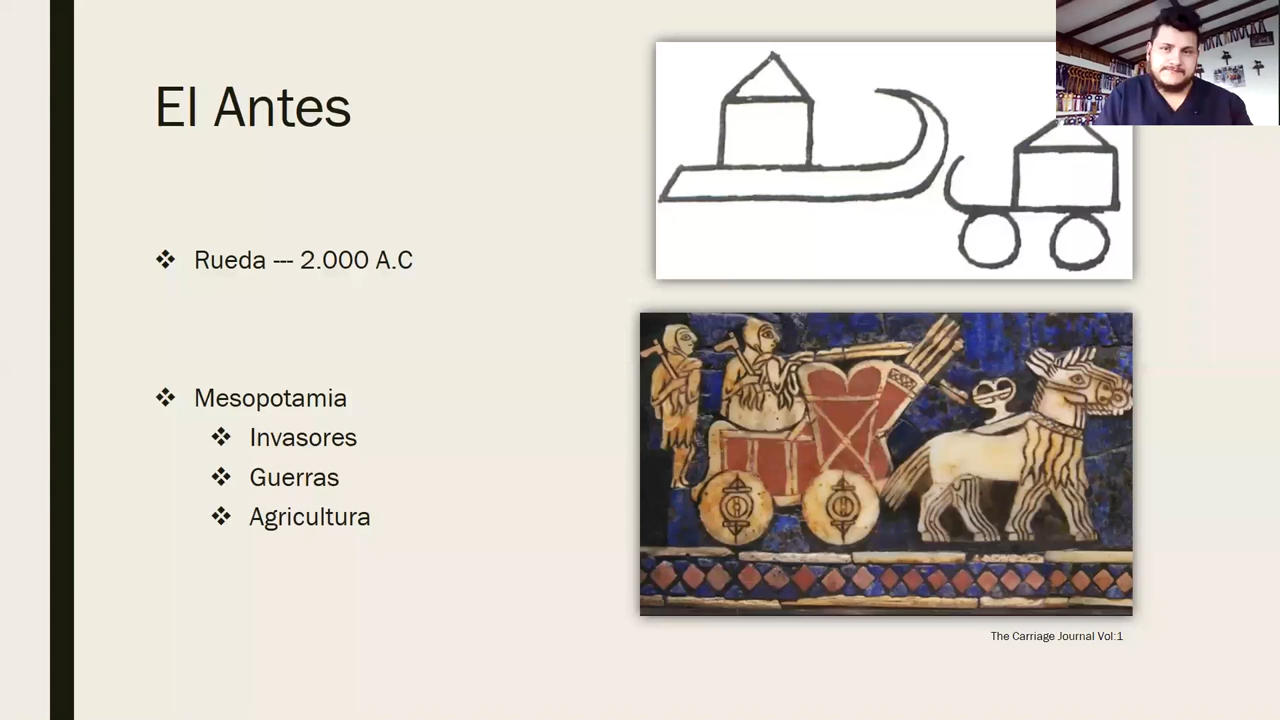 El Antes
Rueda --- 2.000 A.C
Mesopotamia
Invasores
Guerras
Agricultura
The Carriage Journal Vol:1